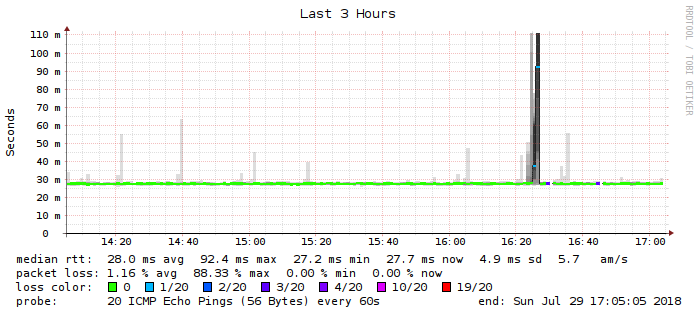 Last 3 Hours
RRDTOOL / TOBI OETIKER
Seconds
110 m
100 m
90 m
80 m
70 m
60 m
50 m
40 m
30 m
20 m
10 m
0
14:20 14:40 15:00 15:20 15:40 16:00 16:20 16:40 17:00
median rtt: 28.0 ms avg 92.4 ms max 27.2 ms min 27.7 ms now 4.9 ms sd 5.7 am/s
packet loss: 1.16 % avg 88.33 % max 0.00 % min 0.00 % now
loss color: 0 1/20 2/20 3/20 4/20 10/20 19/20
probe: 20 ICMP Echo Pings (56 Bytes) every 60s end: Sun Jul 29 17:05:05 2018